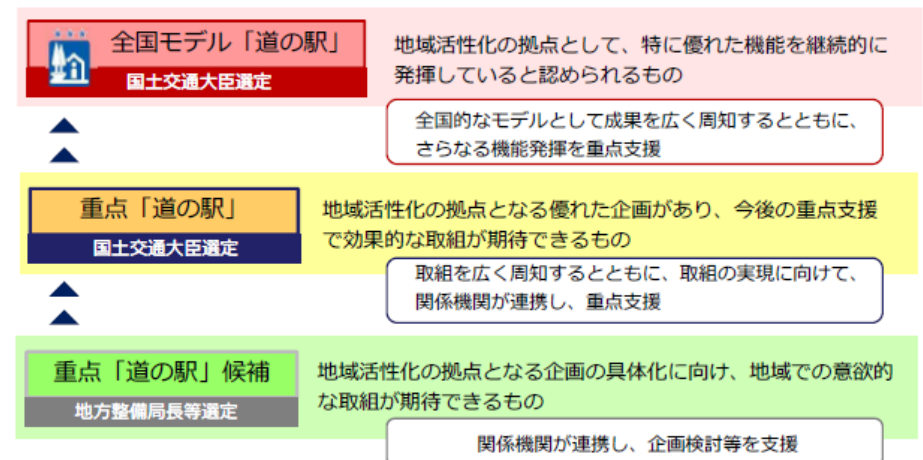 全国モデル「道の駅」
国土交通大臣選定
地域活性化の拠点として、特に優れた機能を継続的に
発揮していると認められるもの
全国的なモデルとして成果を広く周知するとともに、
さらなる機能発揮を重点支援
重点「道の駅」
国土交通大臣選定
地域活性化の拠点となる優れた企画があり、今後の重点支援
で効果的な取組が期待できるもの
取組を広く周知するとともに、取組の実現に向けて、
関係機関が連携し、重点支援
重点「道の駅」候補
地方整備局長等選定
地域活性化の拠点となる企画の具体化に向け、地域での意欲的
な取組が期待できるもの
関係機関が連携し、企画検討等を支援